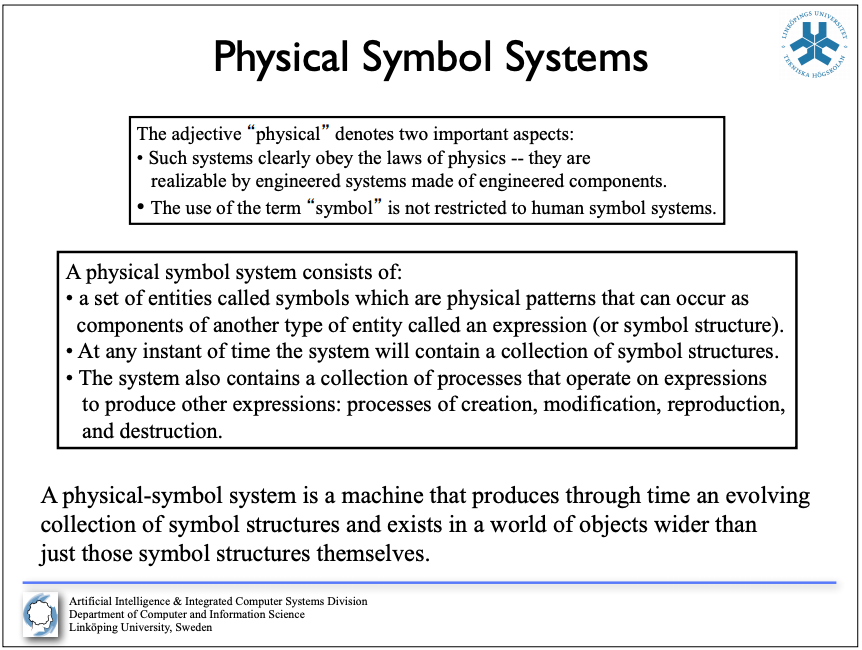 LINKÖPINGS UNIVERSITET
TEKNISKA HÖGSKOLAN
Physical Symbol Systems
The adjective “physical” denotes two important aspects:
• Such systems clearly obey the laws of physics -- they are
realizable by engineered systems made of engineered components.
• The use of the term “symbol” is not restricted to human symbol systems.
A physical symbol system consists of:
• a set of entities called symbols which are physical patterns that can occur as
components of another type of entity called an expression (or symbol structure).
• At any instant of time the system will contain a collection of symbol structures.
• The system also contains a collection of processes that operate on expressions
to produce other expressions: processes of creation, modification, reproduction,
and destruction.
A physical-symbol system is a machine that produces through time an evolving
collection of symbol structures and exists in a world of objects wider than
just those symbol structures themselves.
Artificial Intelligence & Integrated Computer Systems Division
Department of Computer and Information Science
Linköping University, Sweden